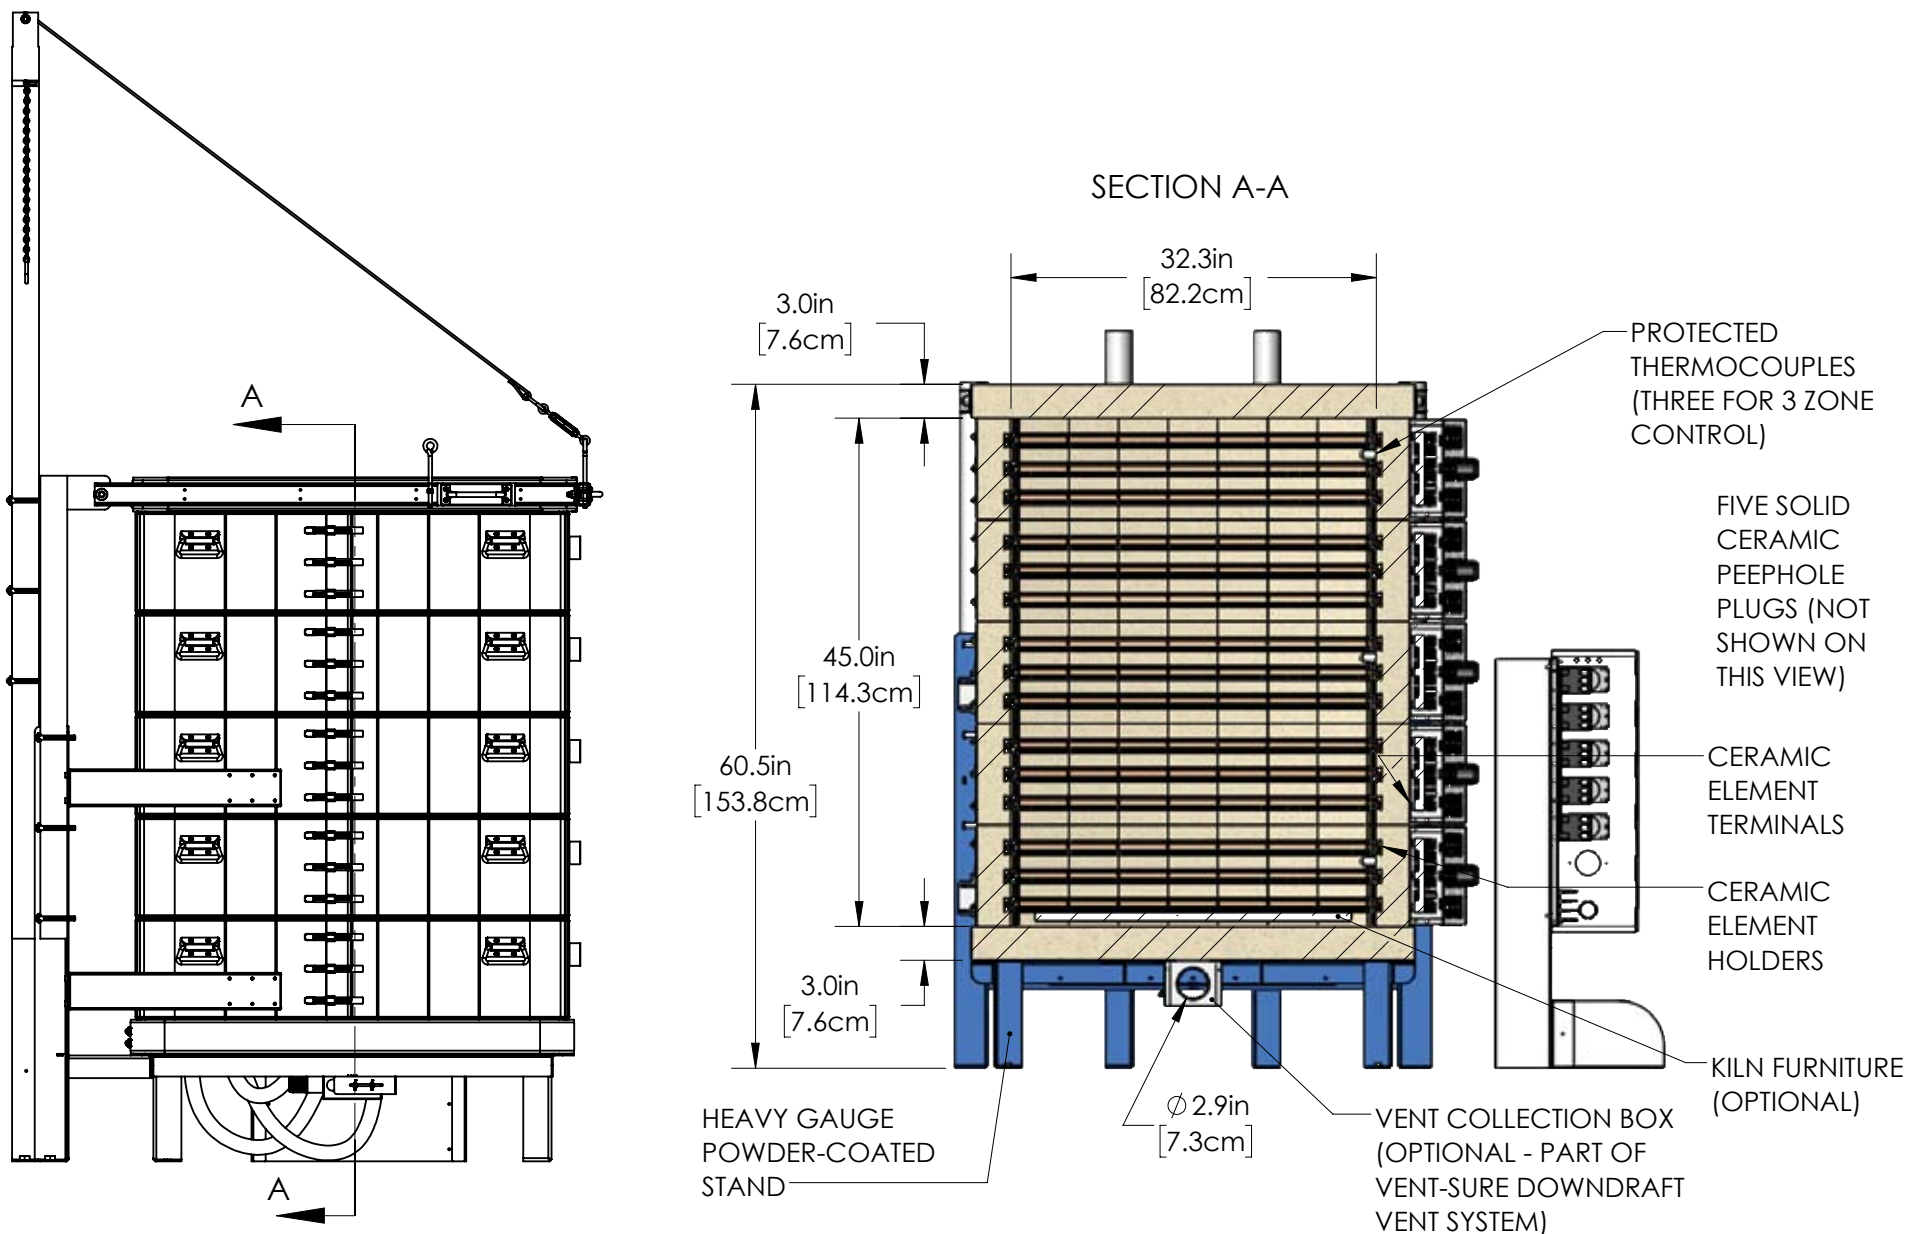 SECTION A-A
32.3in
[82.2cm]
3.0in
[7.6cm]
PROTECTED
THERMOCOUPLES
(THREE FOR 3 ZONE
CONTROL)
A
FIVE SOLID
CERAMIC
PEEPHOLE
PLUGS (NOT
SHOWN ON
THIS VIEW)
45.0in
[114.3cm]
60.5in
[153.8cm]
CERAMIC
ELEMENT
TERMINALS
CERAMIC
ELEMENT
HOLDERS
3.0in
[7.6cm]
KILN FURNITURE
(OPTIONAL)
HEAVY GAUGE
POWDER-COATED
STAND
∅ 2.9in
[7.3cm]
VENT COLLECTION BOX
(OPTIONAL - PART OF
VENT-SURE DOWNDRAFT
VENT SYSTEM)
A